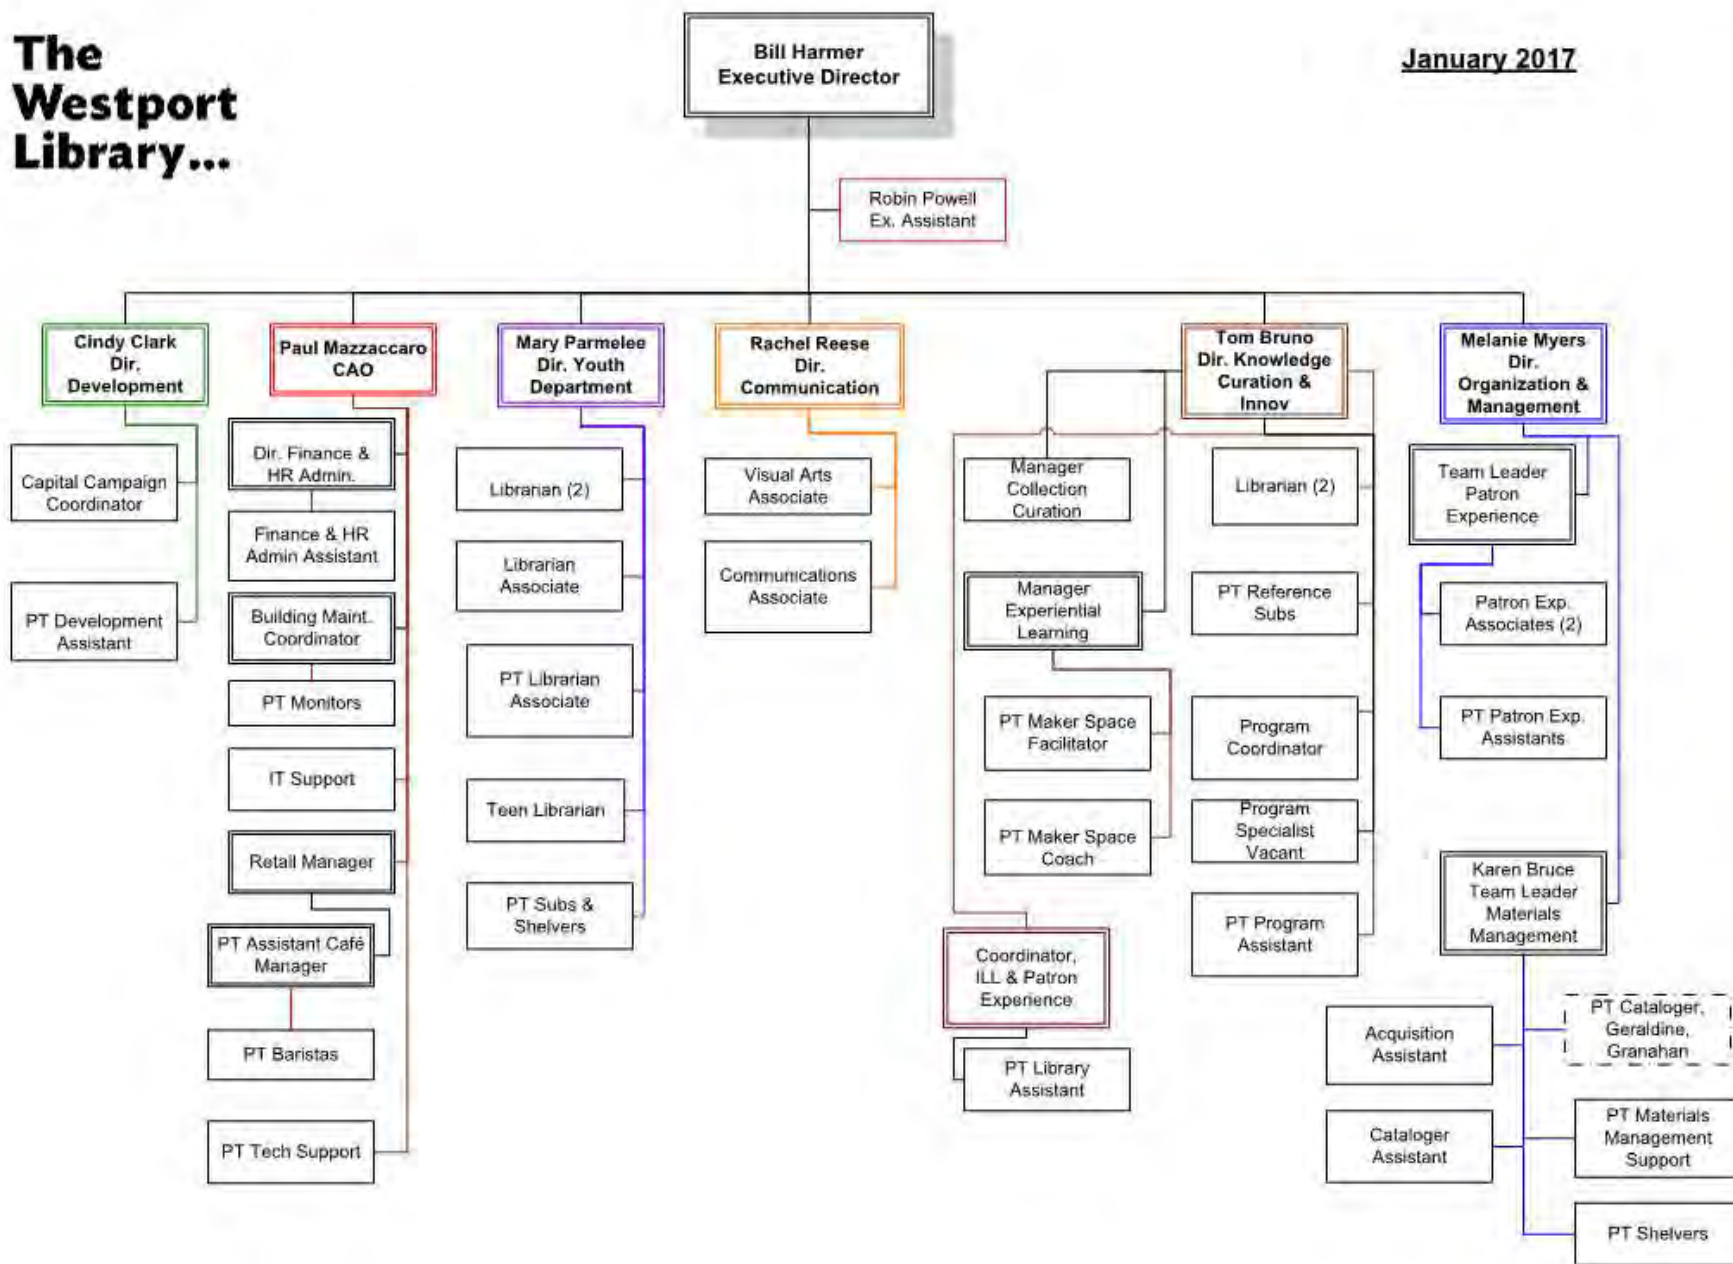 The
Westport
Library...
January 2017
Bill Harmer
Executive Director
Robin Powell
Ex. Assistant
Cindy Clark
Dir.
Development
Capital Campaign
Coordinator
PT Development
Assistant
Paul Mazzaccaro
CAO
Dir. Finance &
HR Admin.
Finance & HR
Admin Assistant
Building Maint.
Coordinator
PT Monitors
IT Support
Retail Manager
PT Assistant Café
Manager
PT Baristas
PT Tech Support
Mary Parmelee
Dir. Youth
Department
Librarian (2)
Librarian
Associate
PT Librarian
Associate
Teen Librarian
PT Subs &
Shelvers
Rachel Reese
Dir.
Communication
Visual Arts
Associate
Communications
Associate
Tom Bruno
Dir. Knowledge
Curation &
Innov
Manager
Collection
Curation
Manager
Experiential
Learning
PT Maker Space
Facilitator
PT Maker Space
Coach
Coordinator,
ILL & Patron
Experience
PT Library
Assistant
Librarian (2)
PT Reference
Subs
Program
Coordinator
Program
Specialist
Vacant
PT Program
Assistant
Melanie Myers
Dir.
Organization &
Management
Team Leader
Patron
Experience
Patron Exp.
Associates (2)
PT Patron Exp.
Assistants
Karen Bruce
Team Leader
Materials
Management
Acquisition
Assistant
Cataloger
Assistant
PT Cataloger,
Geraldine,
Granahan
PT Materials
Management
Support
PT Shelvers